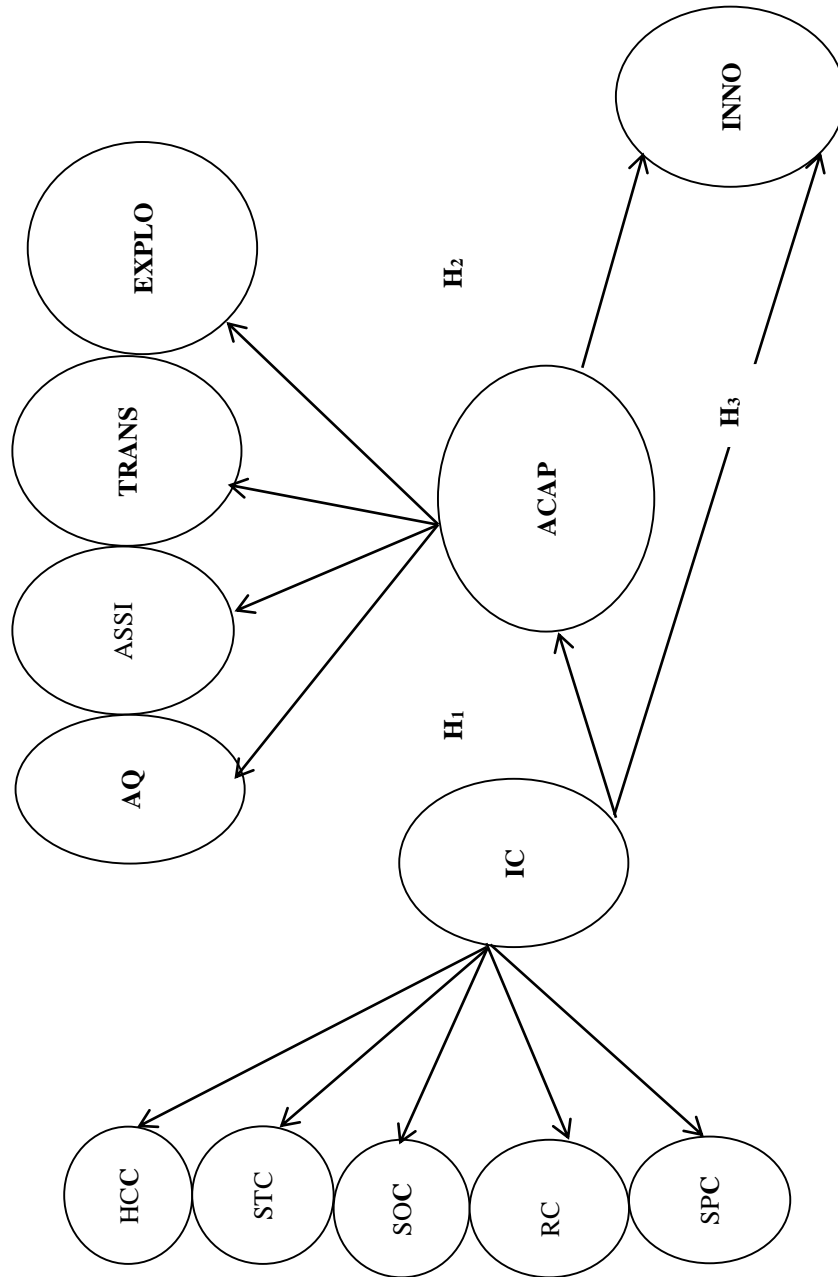 HCC
STC
SOC
RC
SPC
IC
H₁
AQ
ASSI
TRANS
EXPLO
ACAP
H₂
H₃
INNO